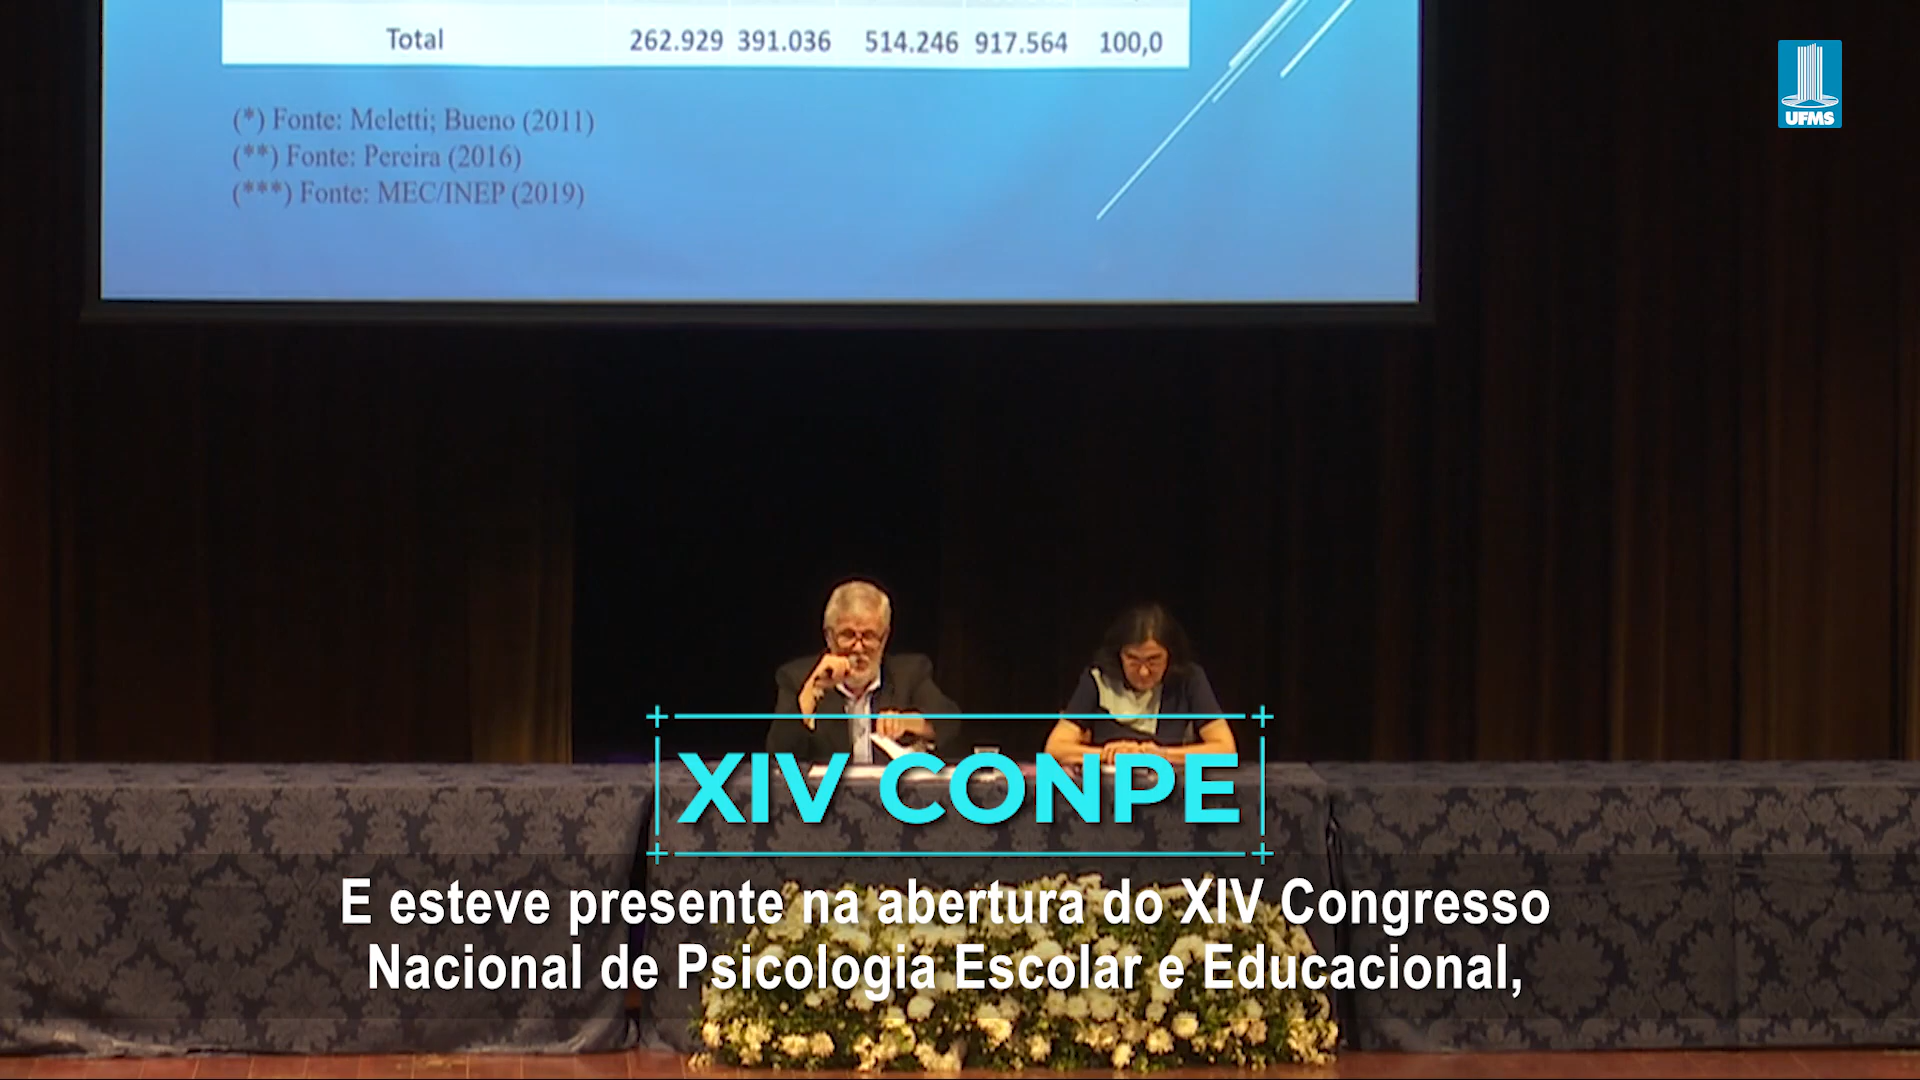 Total 262.929 391.036 514.246 917.564 100,0
(*) Fonte: Meletti; Bueno (2011)
(**) Fonte: Pereira (2016)
(***) Fonte: MEC/INEP (2019)
UFMS
XIV CONPE
E esteve presente na abertura do XIV Congresso
Nacional de Psicologia Escolar e Educacional,